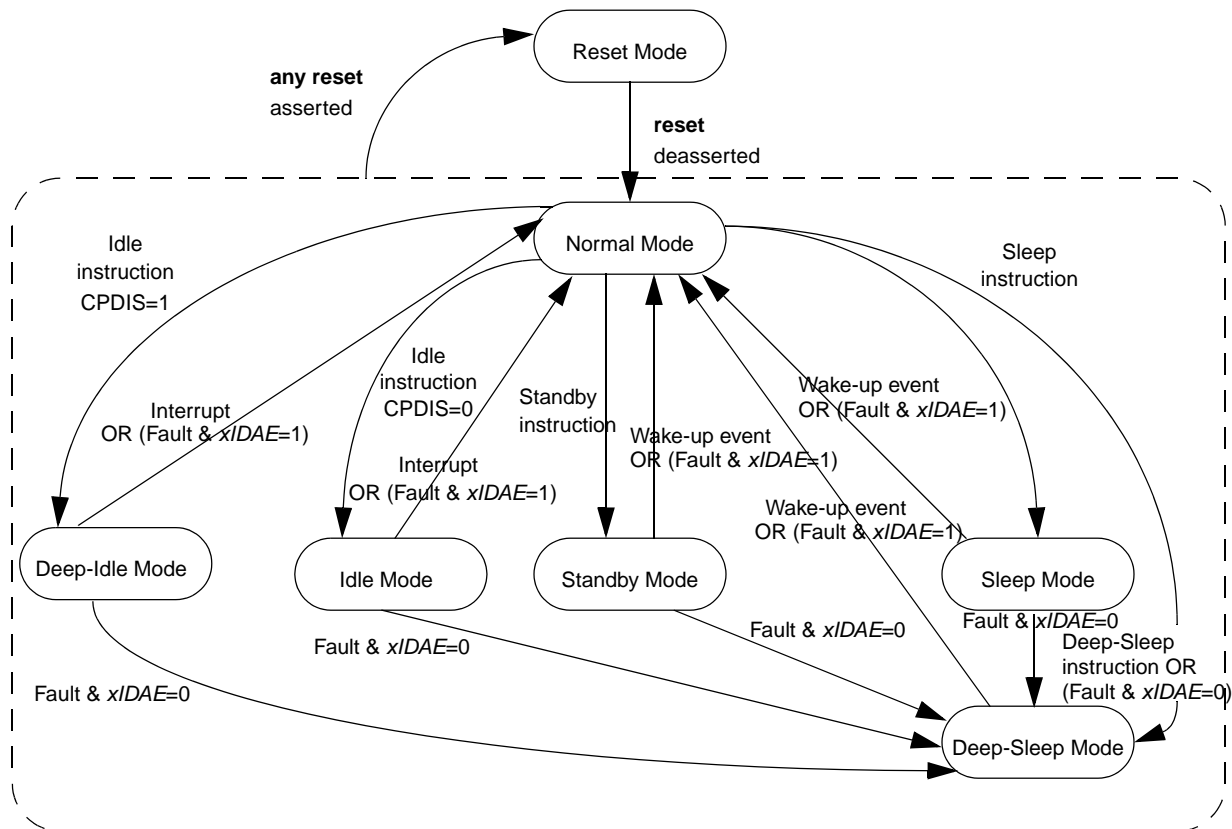 Reset Mode
any reset
asserted
reset
deasserted
Normal Mode
Idle
instruction
CPDIS=1
Sleep
instruction
Idle
instruction
CPDIS=0
Standby
instruction
Wake-up event
OR (Fault & xIDAE=1)
Interrupt
OR (Fault & xIDAE=1)
Wake-up event
OR (Fault & xIDAE=1)
Interrupt
OR (Fault & xIDAE=1)
Wake-up event
OR (Fault & xIDAE=1)
Deep-Idle Mode
Idle Mode
Standby Mode
Sleep Mode
Fault & xIDAE=0
Fault & xIDAE=0
Fault & xIDAE=0
Deep-Sleep
instruction OR
(Fault & xIDAE=0)
Fault & xIDAE=0
Deep-Sleep Mode